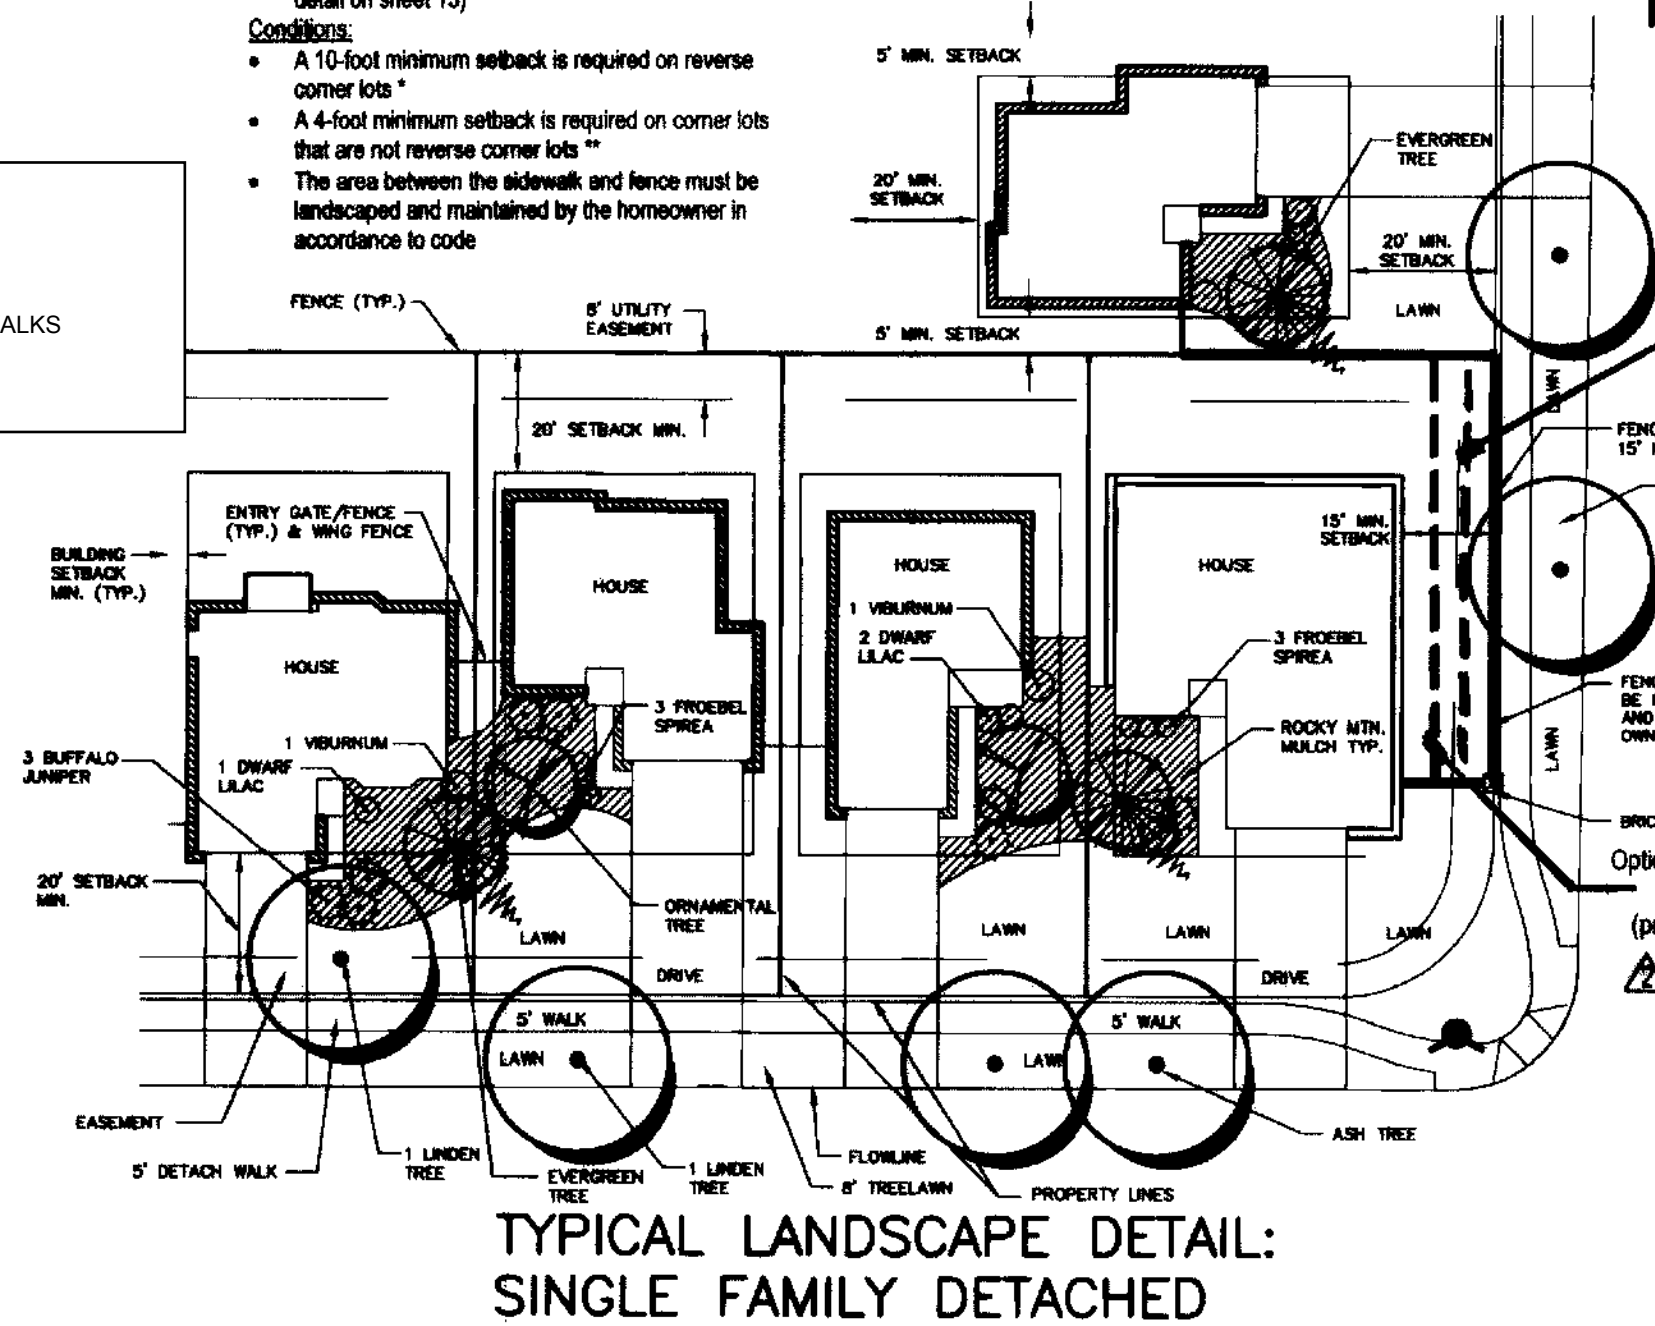 detail on sheet 15)
Conditions:
• A 10-foot minimum setback is required on reverse
corner lots *
• A 4-foot minimum setback is required on corner lots
that are not reverse corner lots **
• The area between the sidewalk and fence must be
landscaped and maintained by the homeowner in
accordance to code
ALKS
5' MIN. SETBACK
EVERGREEN
TREE
20' MIN.
SETBACK
20' MIN.
SETBACK
LAWN
FENCE (TYP.)
8' UTILITY
EASEMENT
5' MIN. SETBACK
LAWN
20' SETBACK MIN.
FENC
15'
ENTRY GATE/FENCE
(TYP.) & WING FENCE
15' MIN.
SETBACK
BUILDING
SETBACK
MIN. (TYP.)
HOUSE
HOUSE
HOUSE
1 VIBURNUM
2 DWARF
LILAC
3 FROEBEL
SPIREA
HOUSE
FENC
BE
AND
OWN
3 FROEBEL
SPIREA
ROCKY MTN.
MULCH TYP.
LAWN
1 VIBURNUM
3 BUFFALO
JUNIPER
1 DWARF
LILAC
BRIC
Optio
20' SETBACK
MIN.
ORNAMENTAL
TREE
LAWN
LAWN
LAWN
LAWN
(p
2
DRIVE
DRIVE
5' WALK
5' WALK
LAWN
LAWN
EASEMENT
ASH TREE
5' DETACH WALK
1 LINDEN
TREE
EVERGREEN
TREE
1 LINDEN
TREE
FLOWLINE
8' TREELAWN
PROPERTY LINES
TYPICAL LANDSCAPE DETAIL:
SINGLE FAMILY DETACHED